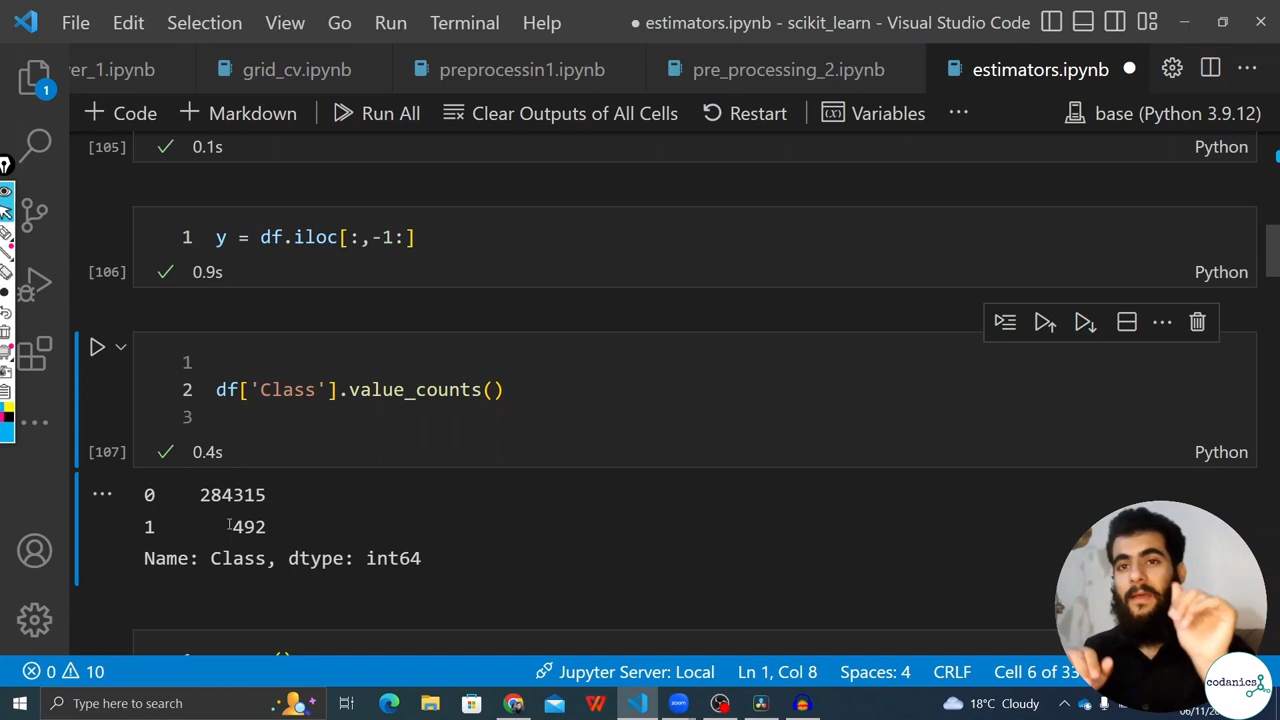 File Edit Selection View Go Run Terminal Help
estimators.ipynb - scikit_learn - Visual Studio Code
er_1.ipynb
grid_cv.ipynb
preprocessin1.ipynb
pre_processing_2.ipynb
estimators.ipynb
1
Code
Markdown
Run All
Clear Outputs of All Cells
Restart
Variables
base (Python 3.9.12)
[105] 0.1s Python
1 y = df.iloc[:,-1:]
[106] 0.9s Python
1
2 df['Class'].value_counts()
3
[107] 0.4s Python
0 284315
1 492
Name: Class, dtype: int64
codanics
0 10
Jupyter Server: Local
Ln 1, Col 8
Spaces: 4
CRLF
Cell 6 of 33
Type here to search
18°C Cloudy
06/11/202